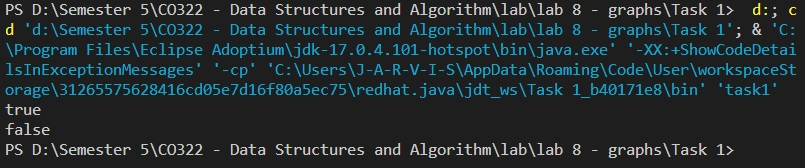 PS D:\Semester 5\CO322 - Data Structures and Algorithm\lab\lab 8 - graphs\Task 1>  d:; c
d 'd:\Semester 5\CO322 - Data Structures and Algorithm\lab\lab 8 - graphs\Task 1'; & 'C:
\Program Files\Eclipse Adoptium\jdk-17.0.4.101-hotspot\bin\java.exe' '-XX:+ShowCodeDetai
lsInExceptionMessages' '-cp' 'C:\Users\J-A-R-V-I-S\AppData\Roaming\Code\User\workspaceSt
orage\31265575628416cd05e7d16f80a5ec75\redhat.java\jdt_ws\Task 1_b40171e8\bin' 'task1'
true
false
PS D:\Semester 5\CO322 - Data Structures and Algorithm\lab\lab 8 - graphs\Task 1>